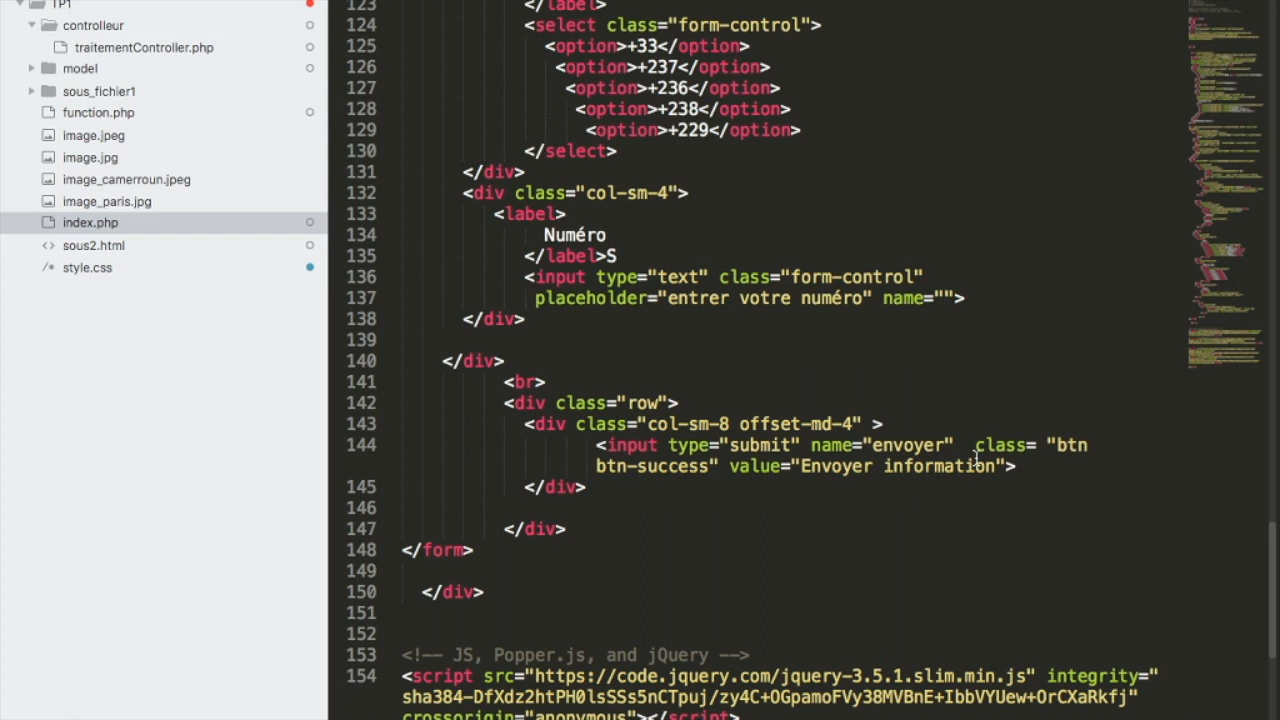 TP1
controlleur
traitementController.php
model
sous_fichier1
function.php
image.jpeg
image.jpg
image_camerroun.jpeg
image_paris.jpg
index.php
<> sous2.html
/* style.css
123 </label>
124 <select class="form-control">
125 <option>+33</option>
126 <option>+237</option>
127 <option>+236</option>
128 <option>+238</option>
129 <option>+229</option>
130 </select>
131 </div>
132 <div class="col-sm-4">
133 <label>
134 Numéro
135 </label>S
136 <input type="text" class="form-control"
137 placeholder="entrer votre numéro" name="">
138 </div>
139
140 </div>
141 <br>
142 <div class="row">
143 <div class="col-sm-8 offset-md-4" >
144 <input type="submit" name="envoyer" class= "btn
btn-success" value="Envoyer information">
145 </div>
146
147 </div>
148 </form>
149
150 </div>
151
152
153 <!-- JS, Popper.js, and jQuery -->
154 <script src="https://code.jquery.com/jquery-3.5.1.slim.min.js" integrity="
sha384-DfXdz2htPH0lsSSs5nCTpuj/zy4C+OGpamoFVy38MVBnE+IbbVYUew+OrCXaRkfj"
crossorigin="anonymous"></script>